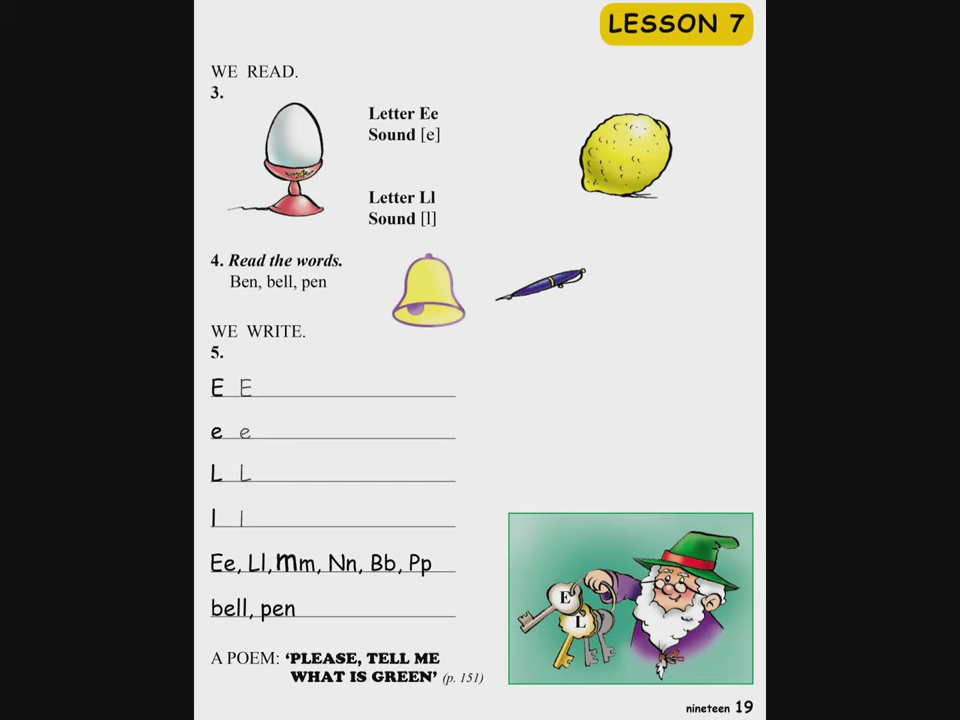 LESSON 7
WE READ.
3.
Letter Ee
Sound [e]
Letter Ll
Sound [l]
4. Read the words.
Ben, bell, pen
WE WRITE.
5.
E E
e e
L L
l l
Ee, Ll, mm, Nn, Bb, Pp
bell, pen
E
L
A POEM: ‘PLEASE, TELL ME
WHAT IS GREEN’ (p. 151)
nineteen 19